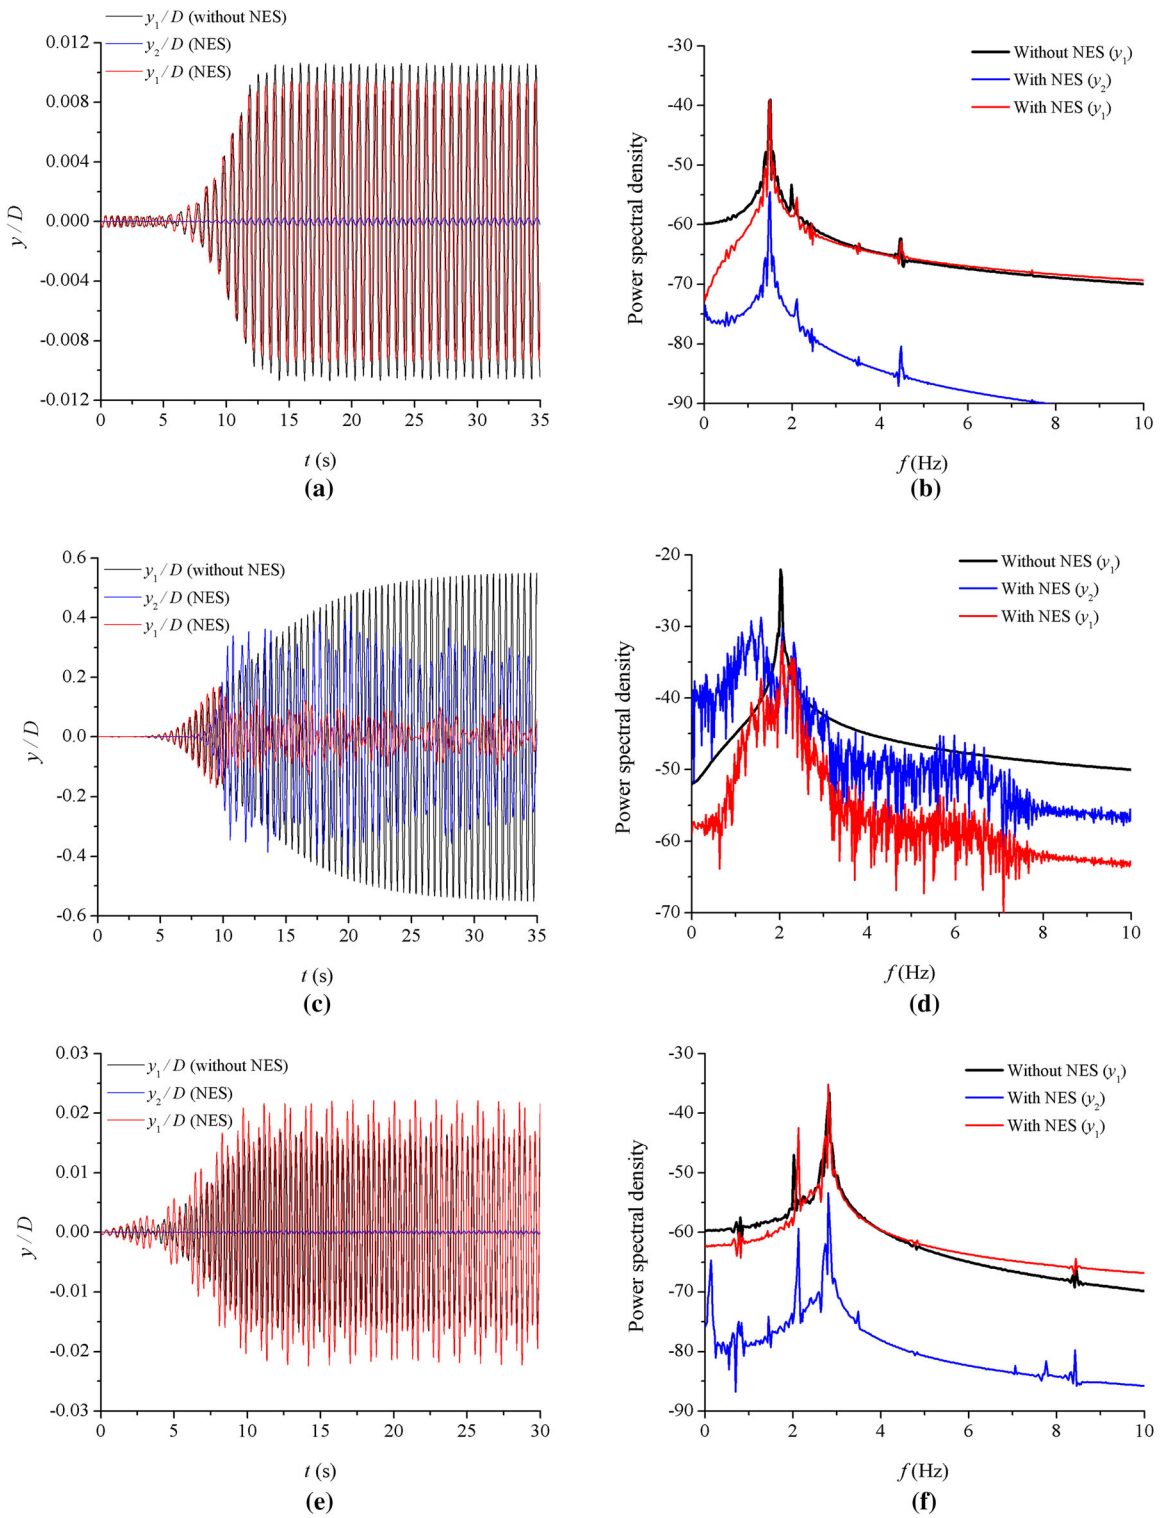 y₁ / D (without NES)
y₂ / D (NES)
y₁ / D (NES)
0.012
0.008
0.004
0.000
-0.004
-0.008
-0.012
y / D
0 5 10 15 20 25 30 35
t (s)
(a)
Without NES (y₁)
With NES (y₂)
With NES (y₁)
-30
-40
-50
-60
-70
-80
-90
Power spectral density
0 2 4 6 8 10
f (Hz)
(b)
y₁ / D (without NES)
y₂ / D (NES)
y₁ / D (NES)
0.6
0.4
0.2
0.0
-0.2
-0.4
-0.6
y / D
0 5 10 15 20 25 30 35
t (s)
(c)
Without NES (y₁)
With NES (y₂)
With NES (y₁)
-20
-30
-40
-50
-60
-70
Power spectral density
0 2 4 6 8 10
f (Hz)
(d)
y₁ / D (without NES)
y₂ / D (NES)
y₁ / D (NES)
0.03
0.02
0.01
0.00
-0.01
-0.02
-0.03
y / D
0 5 10 15 20 25 30
t (s)
(e)
Without NES (y₁)
With NES (y₂)
With NES (y₁)
-30
-40
-50
-60
-70
-80
-90
Power spectral density
0 2 4 6 8 10
f (Hz)
(f)